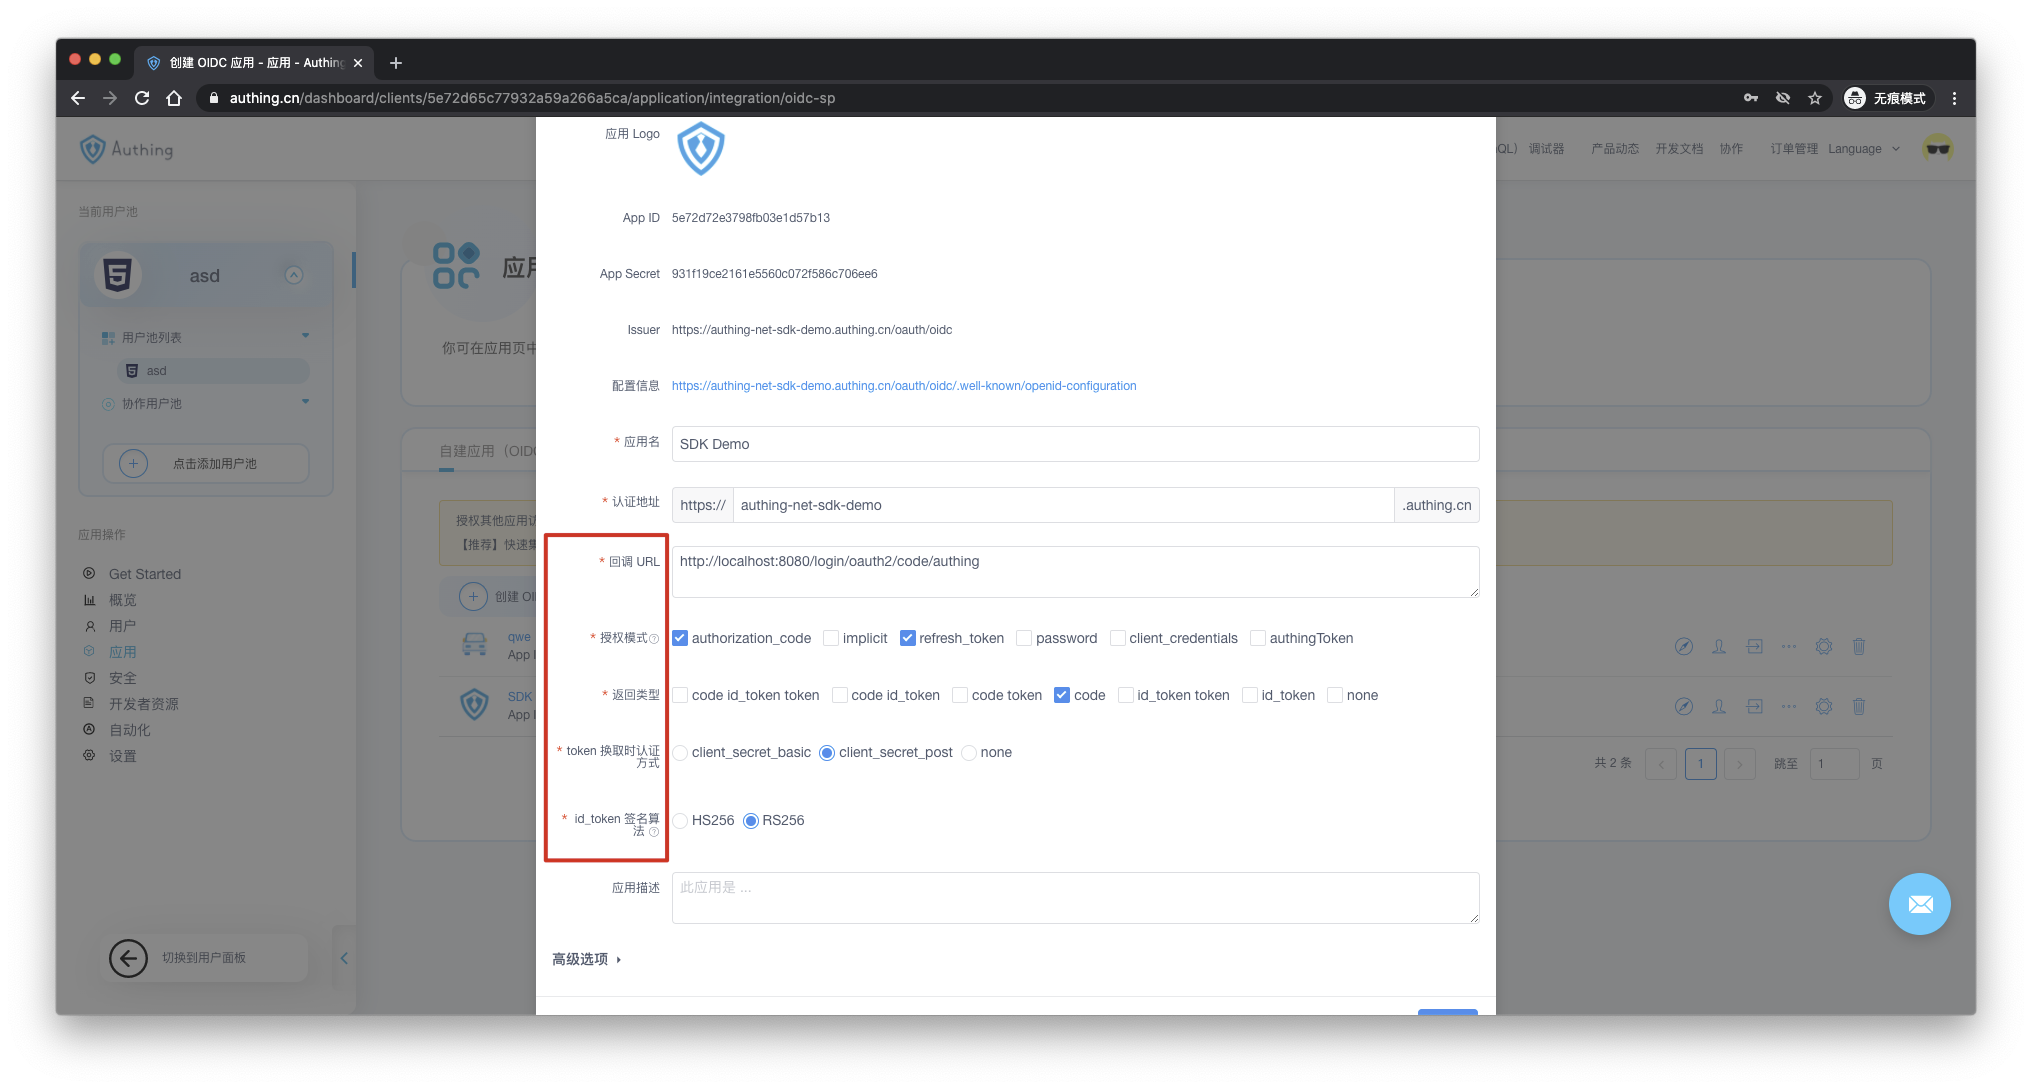 创建 OIDC 应用 - 应用 - Authing
authing.cn/dashboard/clients/5e72d65c77932a59a266a5ca/application/integration/oidc-sp
无痕模式
Authing
QL） 调试器 产品动态 开发文档 协作 订单管理 Language
当前用户池
asd
用户池列表
asd
协作用户池
点击添加用户池
应用操作
Get Started
概览
用户
应用
安全
开发者资源
自动化
设置
切换到用户面板
应用
你可在应用页中
自建应用（OIDC
授权其他应用
【推荐】快速集
创建 OI
qwe
App I
SDK
App I
共 2 条
1
跳至
1
页
应用 Logo
App ID 5e72d72e3798fb03e1d57b13
App Secret 931f19ce2161e5560c072f586c706ee6
Issuer https://authing-net-sdk-demo.authing.cn/oauth/oidc
配置信息 https://authing-net-sdk-demo.authing.cn/oauth/oidc/.well-known/openid-configuration
* 应用名 SDK Demo
* 认证地址 https:// authing-net-sdk-demo .authing.cn
* 回调 URL http://localhost:8080/login/oauth2/code/authing
* 授权模式 authorization_code implicit refresh_token password client_credentials authingToken
* 返回类型 code id_token token code id_token code token code id_token token id_token none
* token 换取时认证
方式
client_secret_basic client_secret_post none
* id_token 签名算
法
HS256 RS256
应用描述 此应用是 ...
高级选项